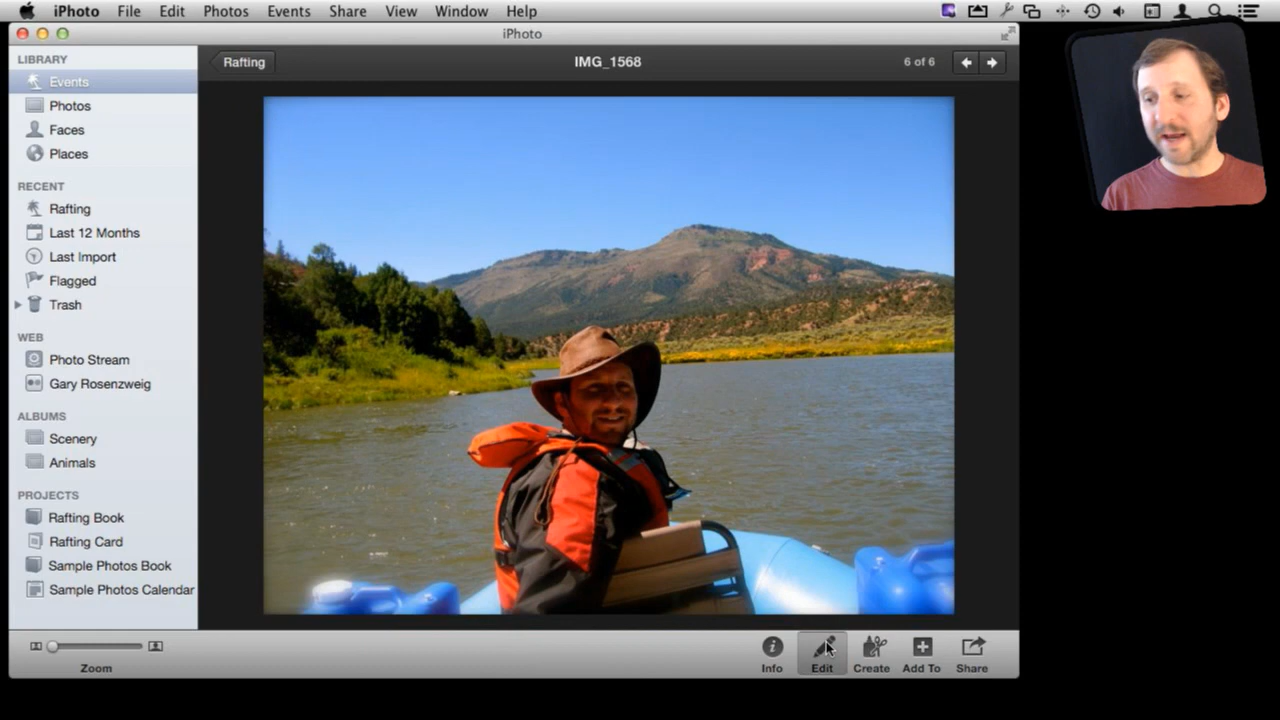 iPhoto File Edit Photos Events Share View Window Help
iPhoto
LIBRARY
Events
Photos
Faces
Places
RECENT
Rafting
Last 12 Months
Last Import
Flagged
Trash
WEB
Photo Stream
Gary Rosenzweig
ALBUMS
Scenery
Animals
PROJECTS
Rafting Book
Rafting Card
Sample Photos Book
Sample Photos Calendar
Rafting IMG_1568 6 of 6
Zoom Info Edit Create Add To Share